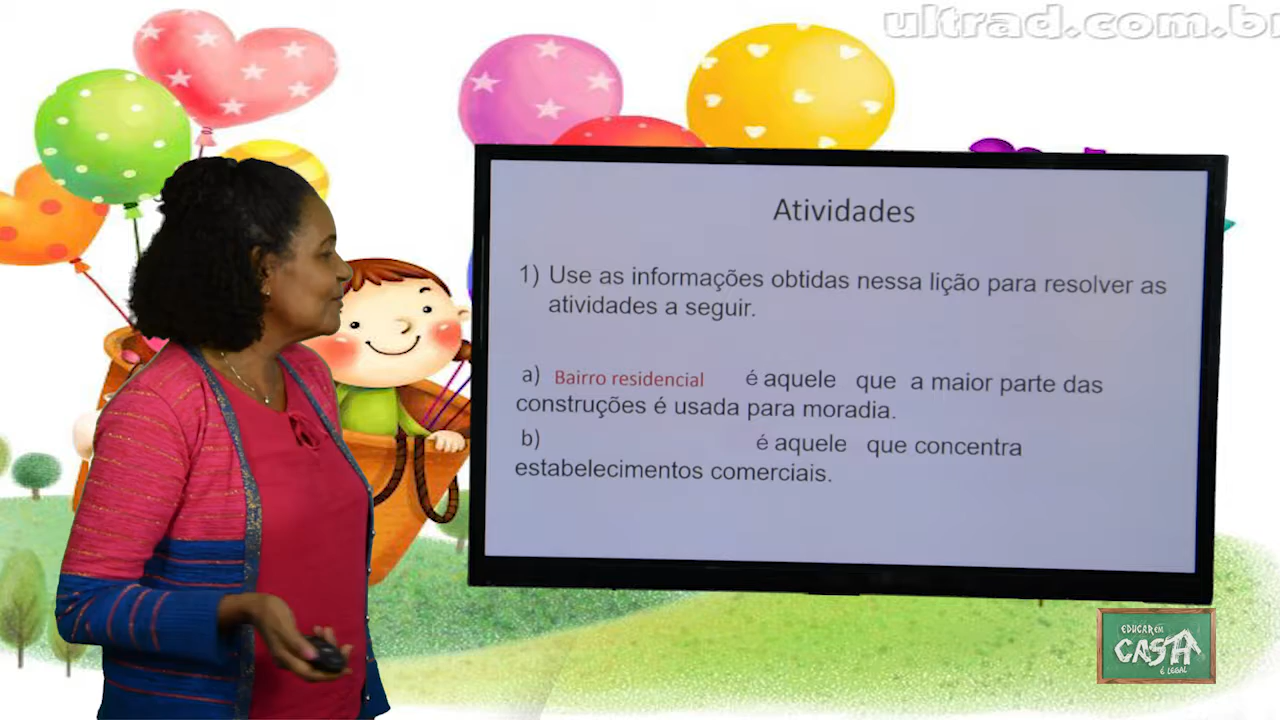 ultrad.com.br
Atividades
1) Use as informações obtidas nessa lição para resolver as
atividades a seguir.
a) Bairro residencial é aquele que a maior parte das
construções é usada para moradia.
b) é aquele que concentra
estabelecimentos comerciais.
EDUCAR EM
CASA
É LEGAL